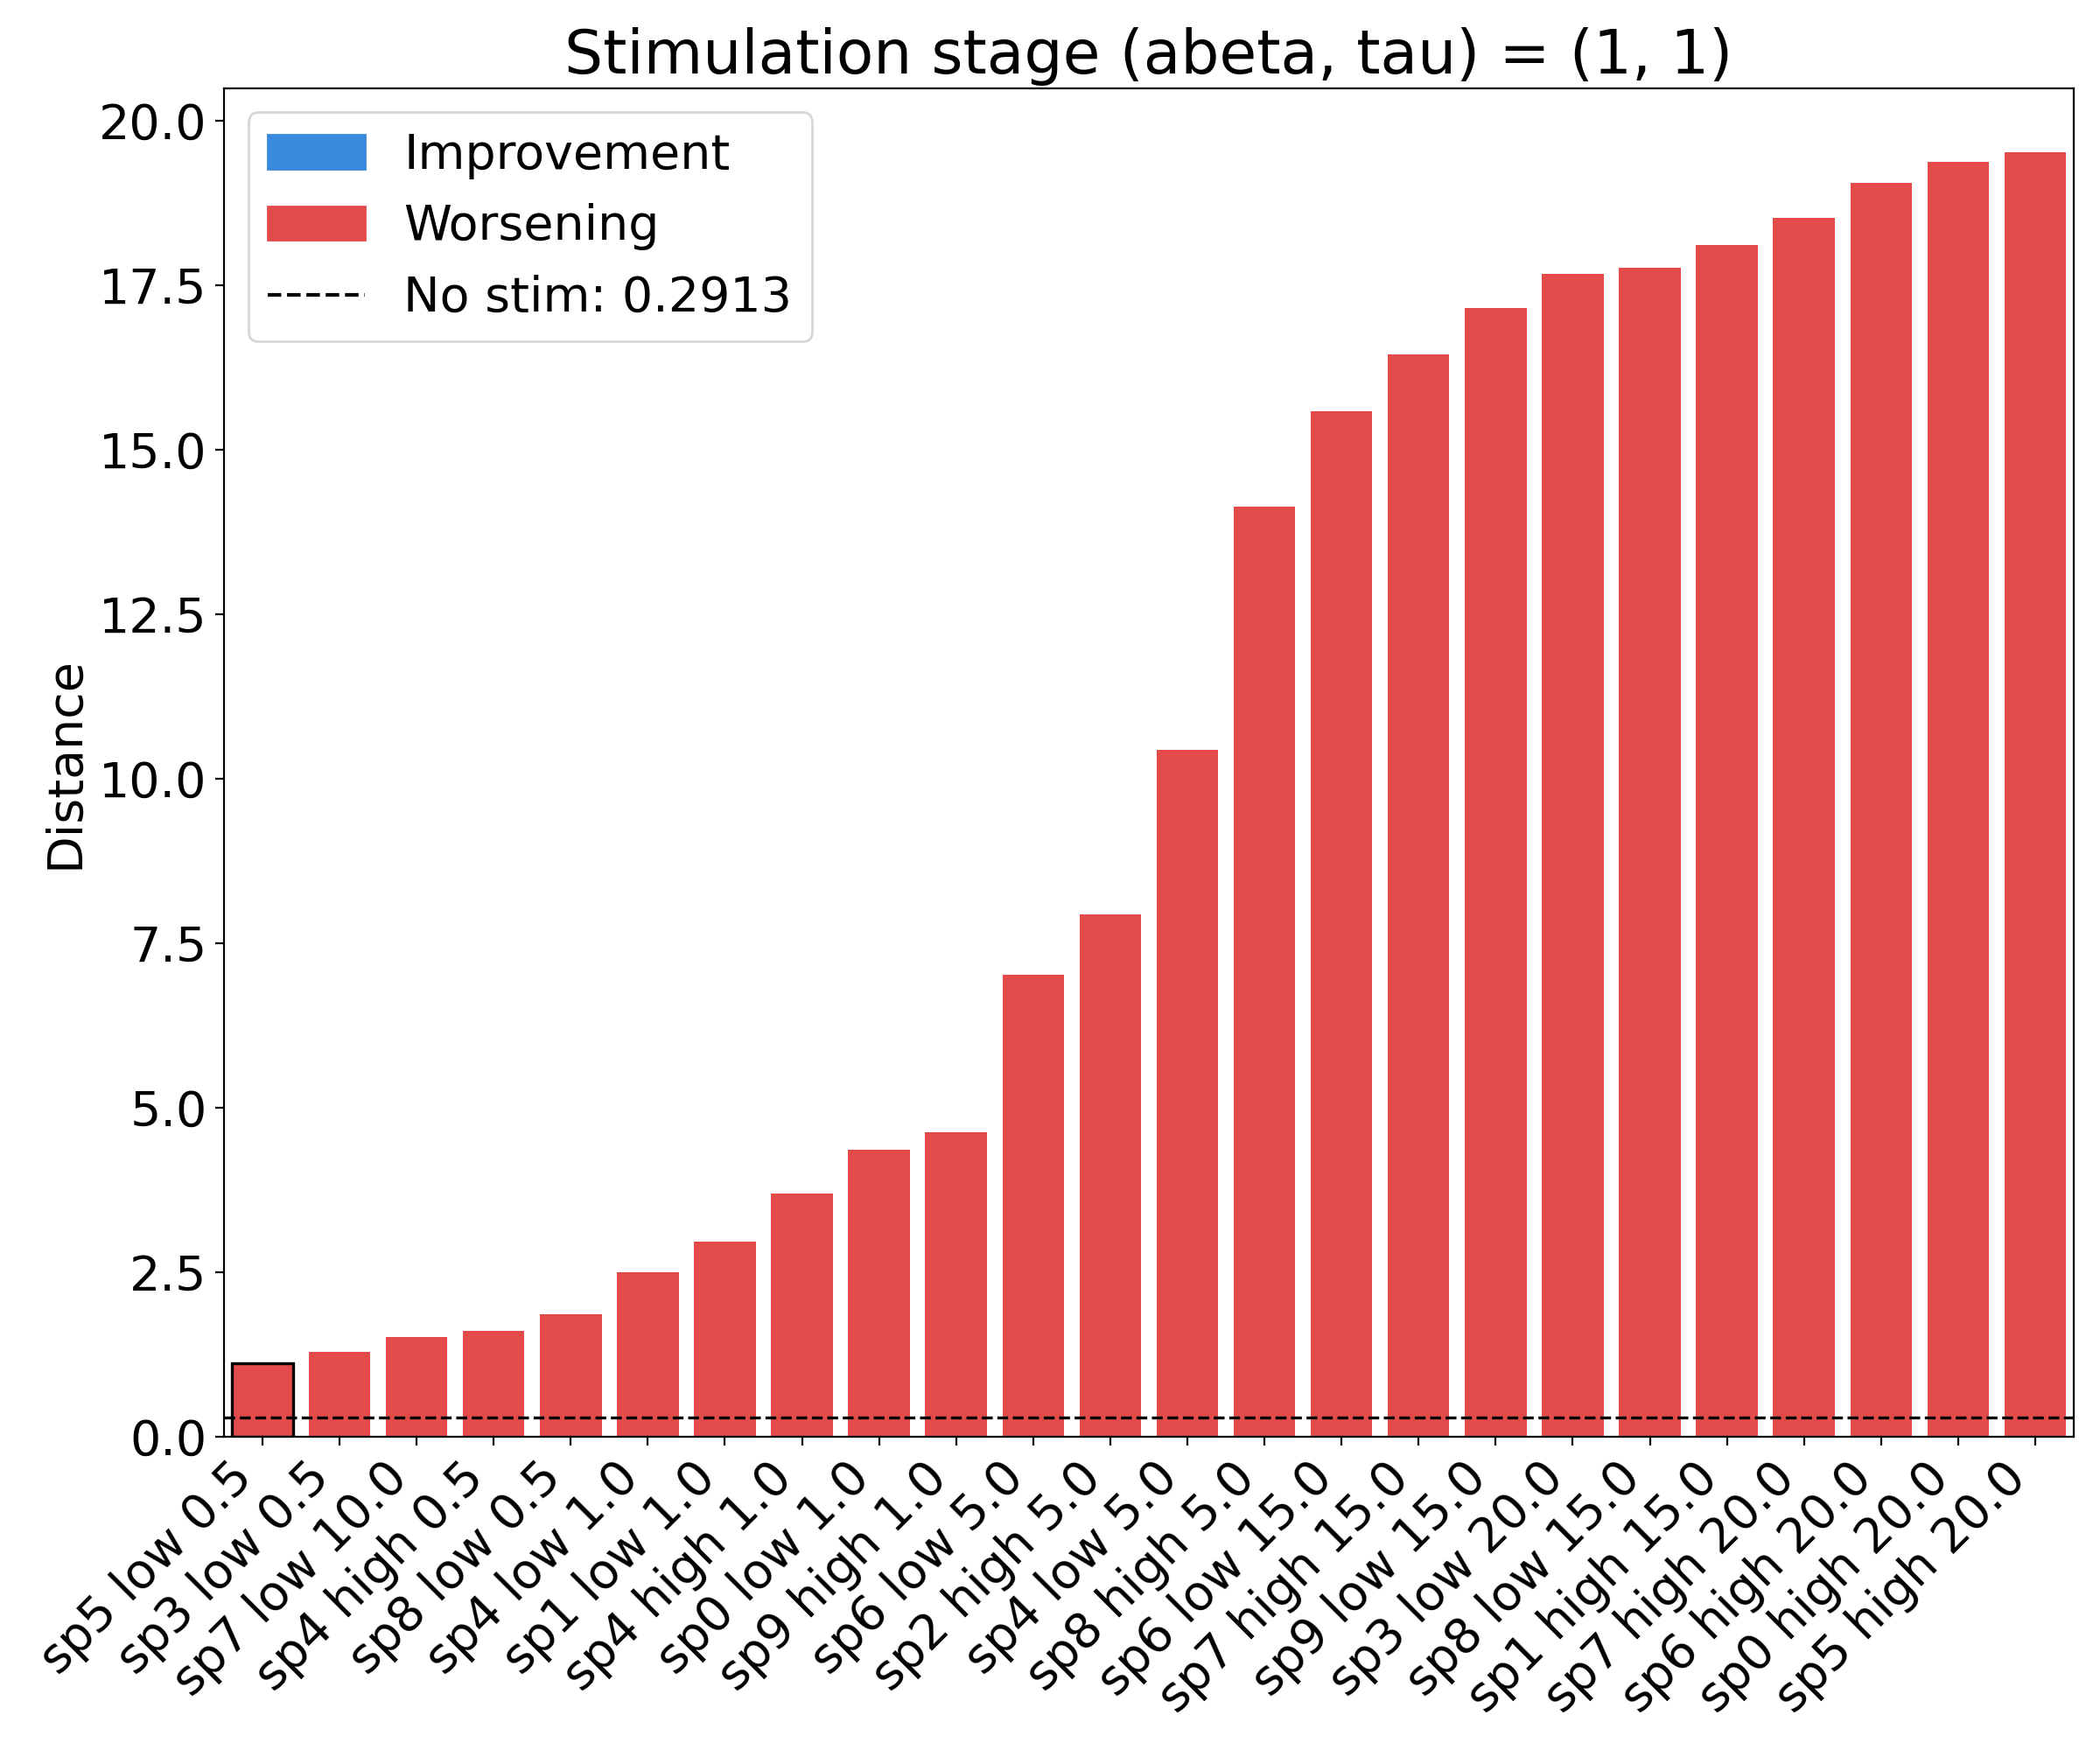 Stimulation stage (abeta, tau) = (1, 1)
Improvement
Worsening
No stim: 0.2913
Distance
20.0
17.5
15.0
12.5
10.0
7.5
5.0
2.5
0.0
sp5 low 0.5
sp3 low 0.5
sp7 low 10.0
sp4 high 0.5
sp8 low 0.5
sp4 low 1.0
sp1 low 1.0
sp4 high 1.0
sp0 low 1.0
sp9 high 1.0
sp6 low 5.0
sp2 high 5.0
sp4 low 5.0
sp8 high 5.0
sp6 low 15.0
sp7 high 15.0
sp9 low 15.0
sp3 low 20.0
sp8 low 15.0
sp1 high 15.0
sp7 high 20.0
sp6 high 20.0
sp0 high 20.0
sp5 high 20.0